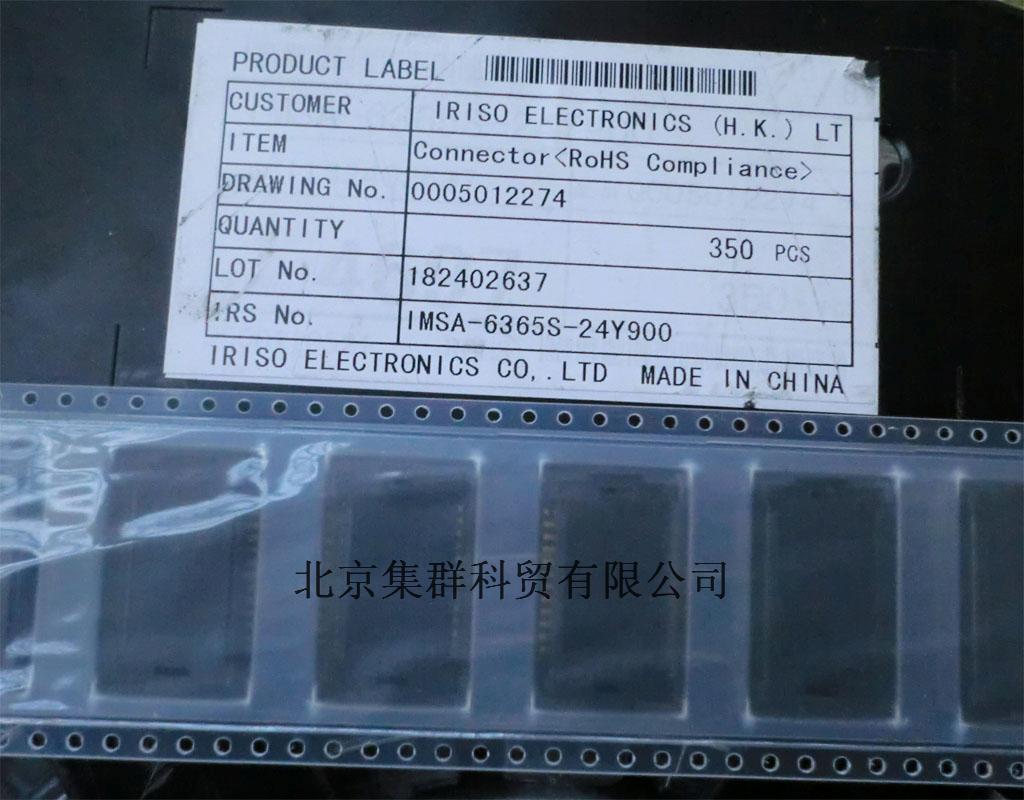 PRODUCT LABEL
CUSTOMER IRISO ELECTRONICS (H.K.) LT
ITEM Connector<RoHS Compliance>
DRAWING No. 0005012274
QUANTITY 350 PCS
LOT No. 182402637
IRS No. IMSA-6365S-24Y900
IRISO ELECTRONICS CO,.LTD MADE IN CHINA
北京集群科贸有限公司